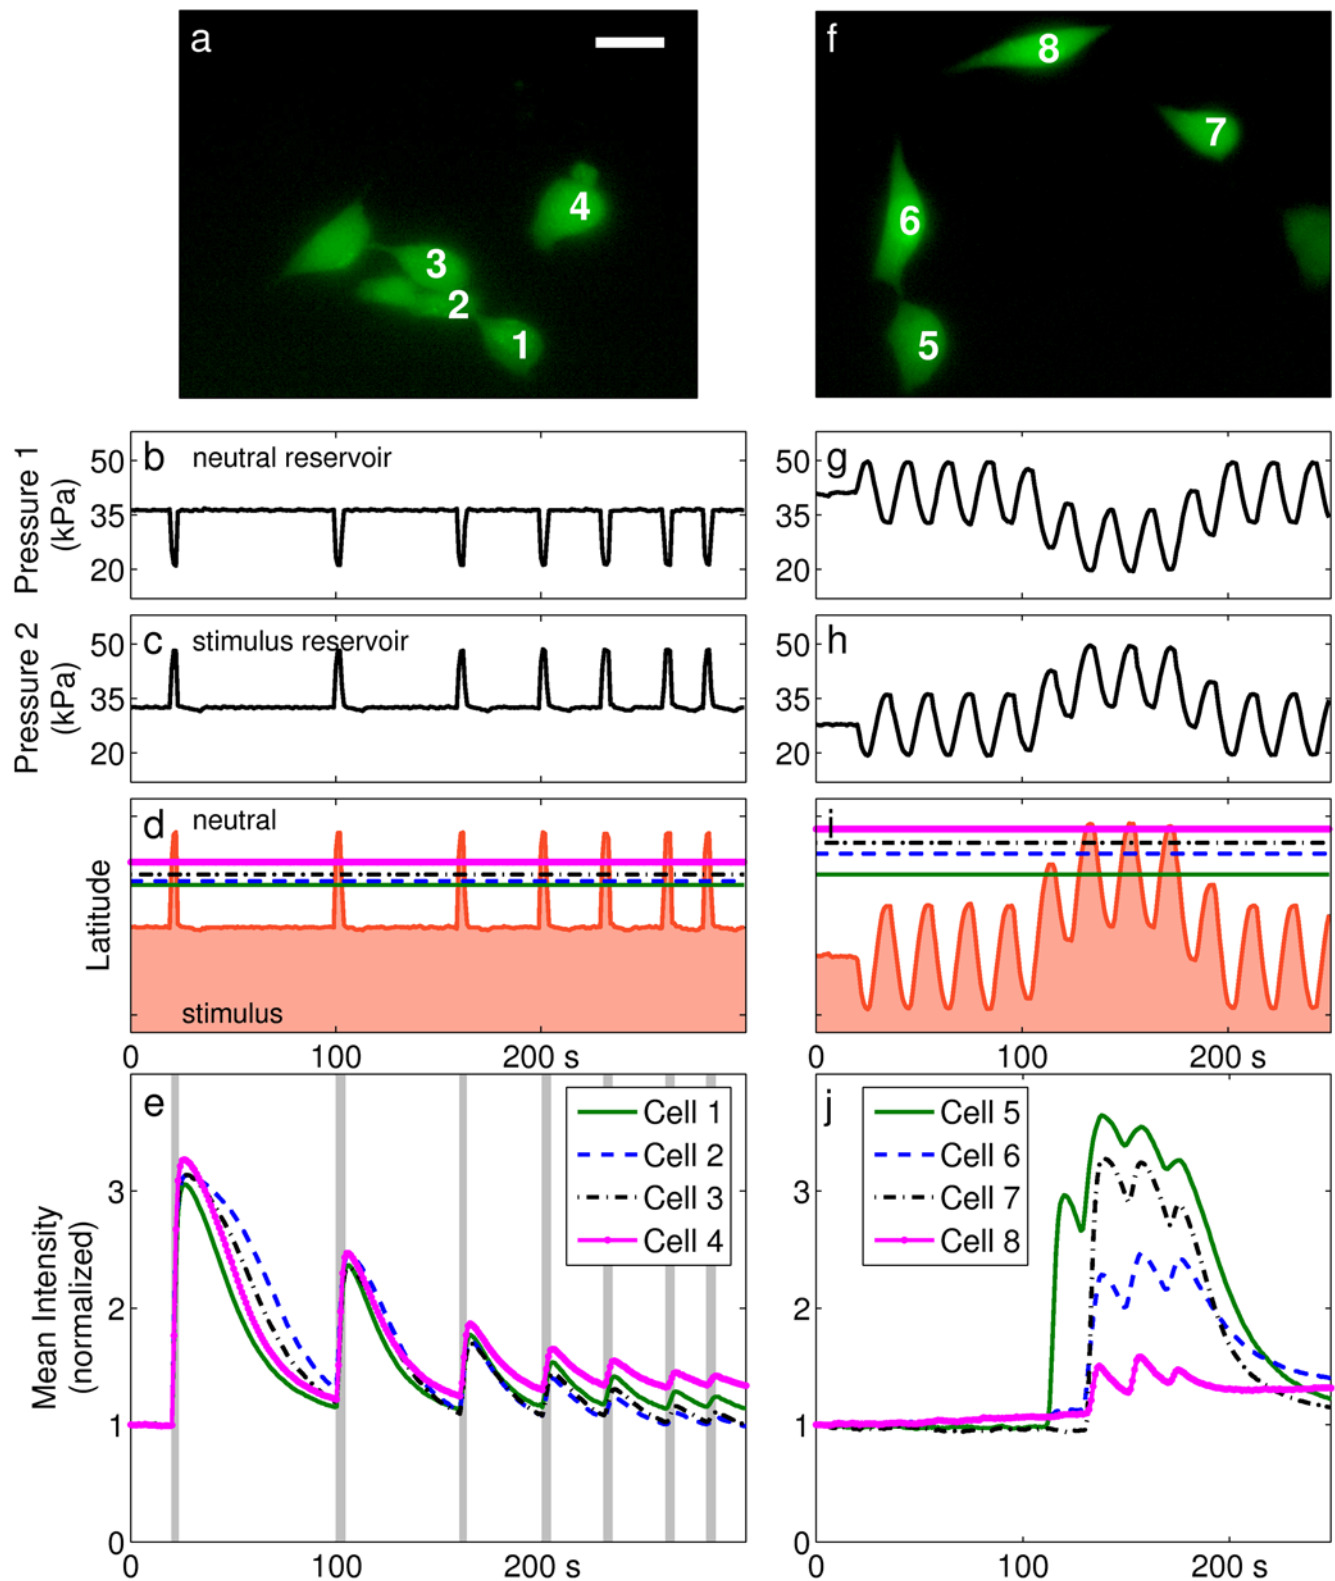 a
4
3
2
1
f
8
7
6
5
Pressure 1
(kPa)
50
35
20
b neutral reservoir
g
50
35
20
Pressure 2
(kPa)
50
35
20
c stimulus reservoir
h
50
35
20
Latitude
d neutral
stimulus
i
0 100 200 s
0 100 200 s
Mean Intensity
(normalized)
3
2
1
0
e
Cell 1
Cell 2
Cell 3
Cell 4
0 100 200 s
j
3
2
1
0
Cell 5
Cell 6
Cell 7
Cell 8
0 100 200 s